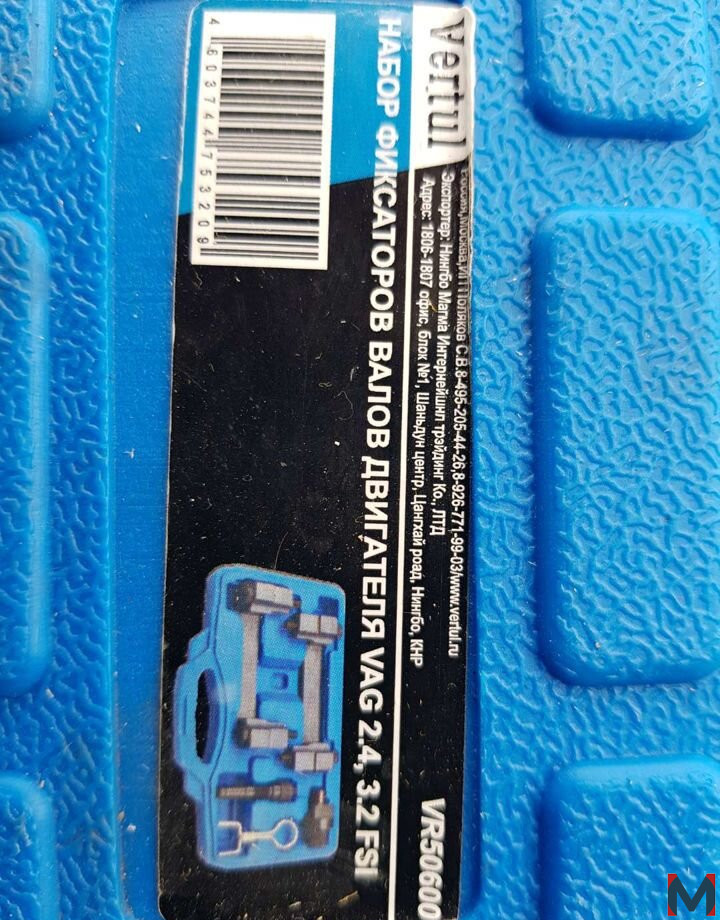 Vertul
VR50600
Россия,Москва,ИП Поляков С.В.8-495-205-44-26,8-926-771-99-03/www.vertul.ru
Экспортер: Нингбо Магма Интернейшнл трэйдинг Ко., ЛТД
Адрес: 1806-1807 офис, блок №1, Шаньдун центр, Цангхай роад, Нингбо, КНР
НАБОР ФИКСАТОРОВ ВАЛОВ ДВИГАТЕЛЯ VAG 2.4, 3.2 FSI
4 603744 753209
M